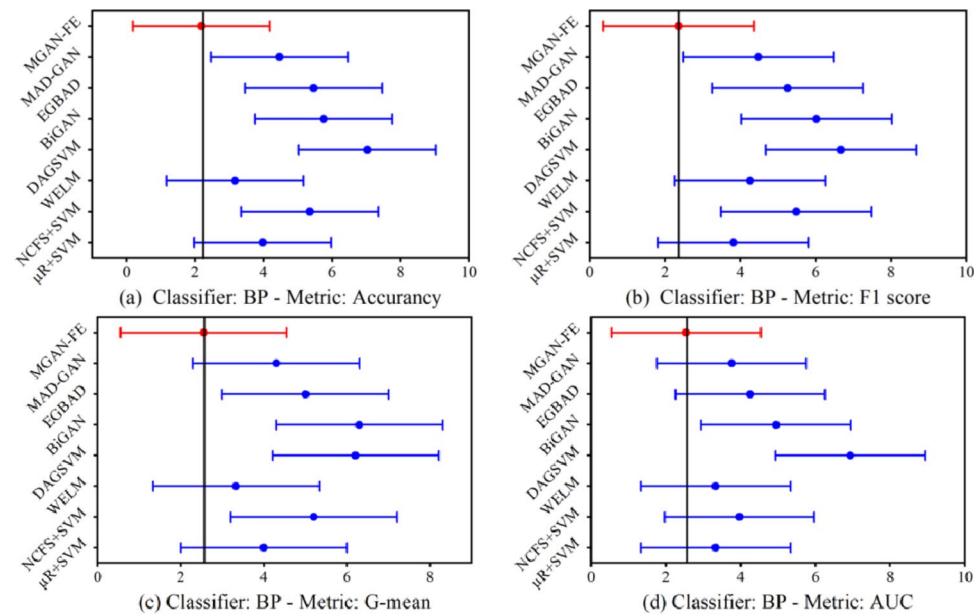 MGAN-FE
MAD-GAN
EGBAD
BiGAN
DAGSVM
WELM
NCFS+SVM
μR+SVM
0 2 4 6 8 10
(a) Classifier: BP - Metric: Accurancy
MGAN-FE
MAD-GAN
EGBAD
BiGAN
DAGSVM
WELM
NCFS+SVM
μR+SVM
0 2 4 6 8 10
(b) Classifier: BP - Metric: F1 score
MGAN-FE
MAD-GAN
EGBAD
BiGAN
DAGSVM
WELM
NCFS+SVM
μR+SVM
0 2 4 6 8
(c) Classifier: BP - Metric: G-mean
MGAN-FE
MAD-GAN
EGBAD
BiGAN
DAGSVM
WELM
NCFS+SVM
μR+SVM
0 2 4 6 8 10
(d) Classifier: BP - Metric: AUC